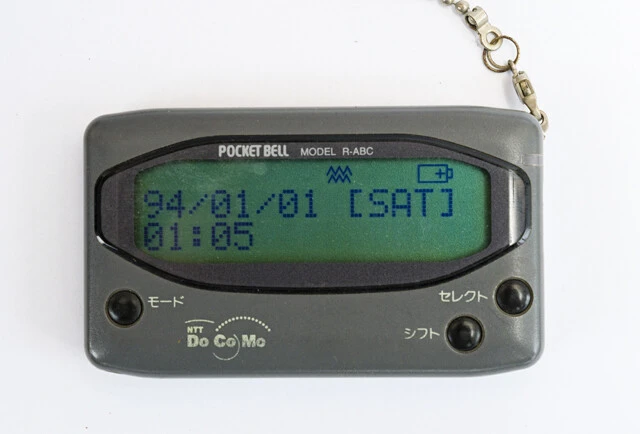 POCKET BELL MODEL R-ABC
94/01/01 [SAT]
01:05
モード
セレクト
シフト
NTT
DoCoMo